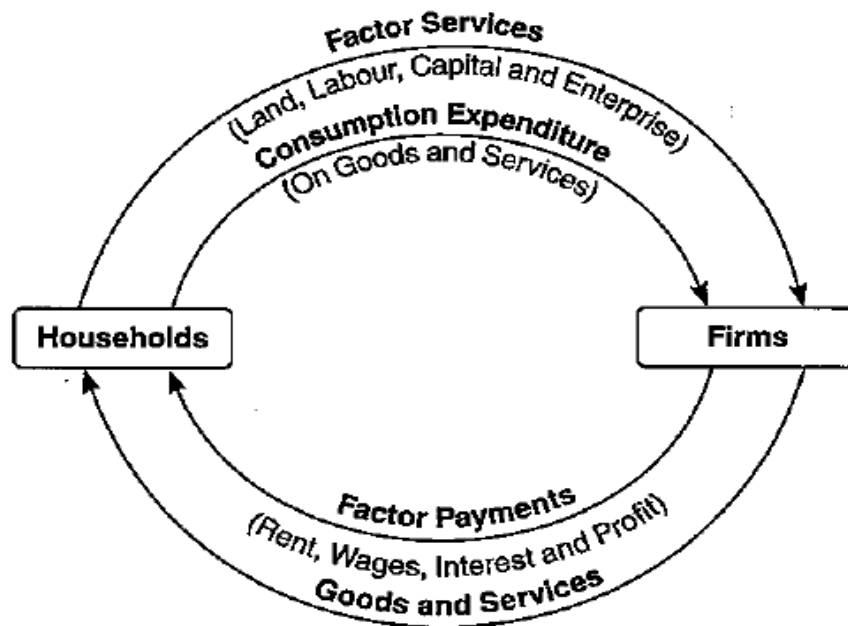 Factor Services
(Land, Labour, Capital and Enterprise)
Consumption Expenditure
(On Goods and Services)
Households
Firms
Factor Payments
(Rent, Wages, Interest and Profit)
Goods and Services